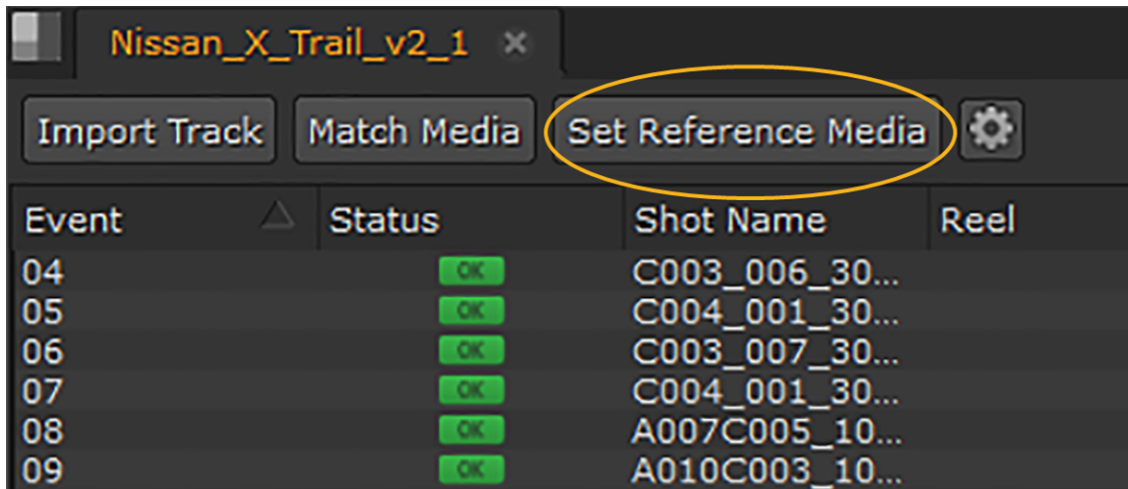 Nissan_X_Trail_v2_1
Import Track Match Media Set Reference Media
Event Status Shot Name Reel
04 OK C003_006_30...
05 OK C004_001_30...
06 OK C003_007_30...
07 OK C004_001_30...
08 OK A007C005_10...
09 OK A010C003_10...